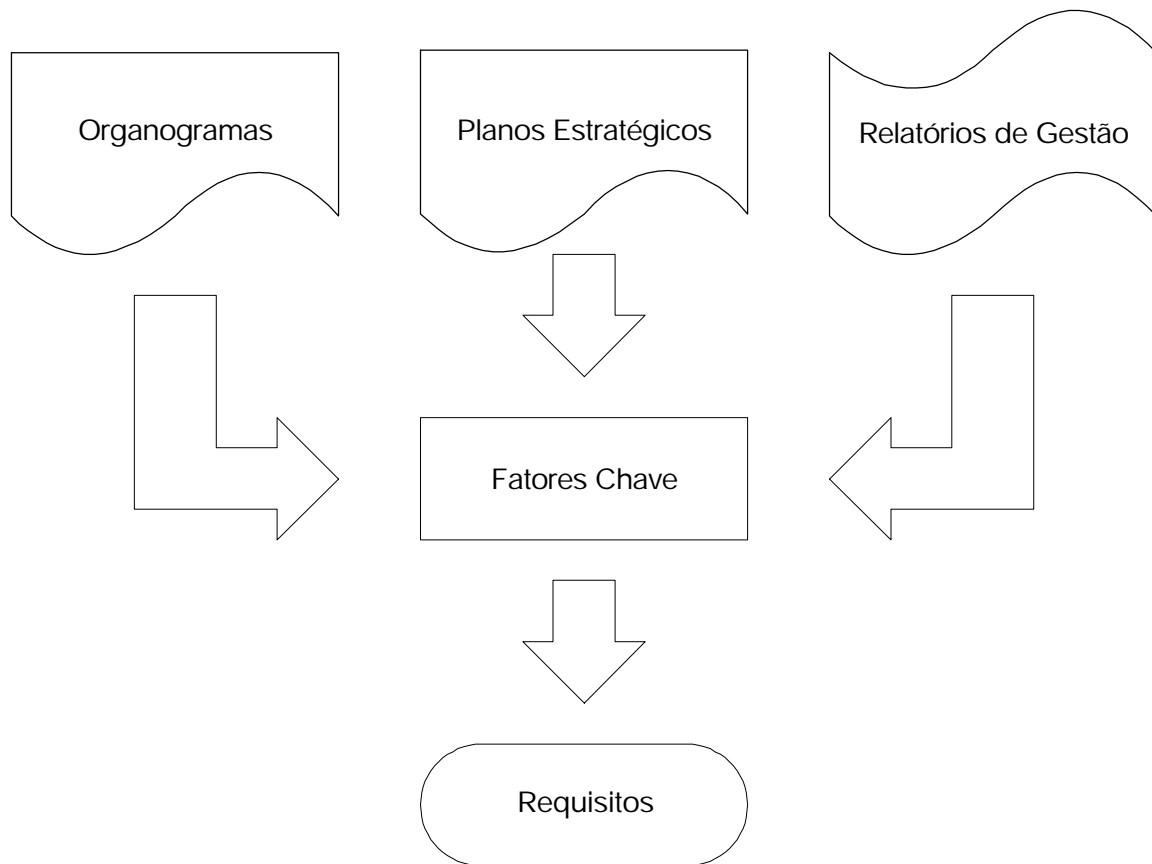 Organogramas
Planos Estratégicos
Relatórios de Gestão
Fatores Chave
Requisitos